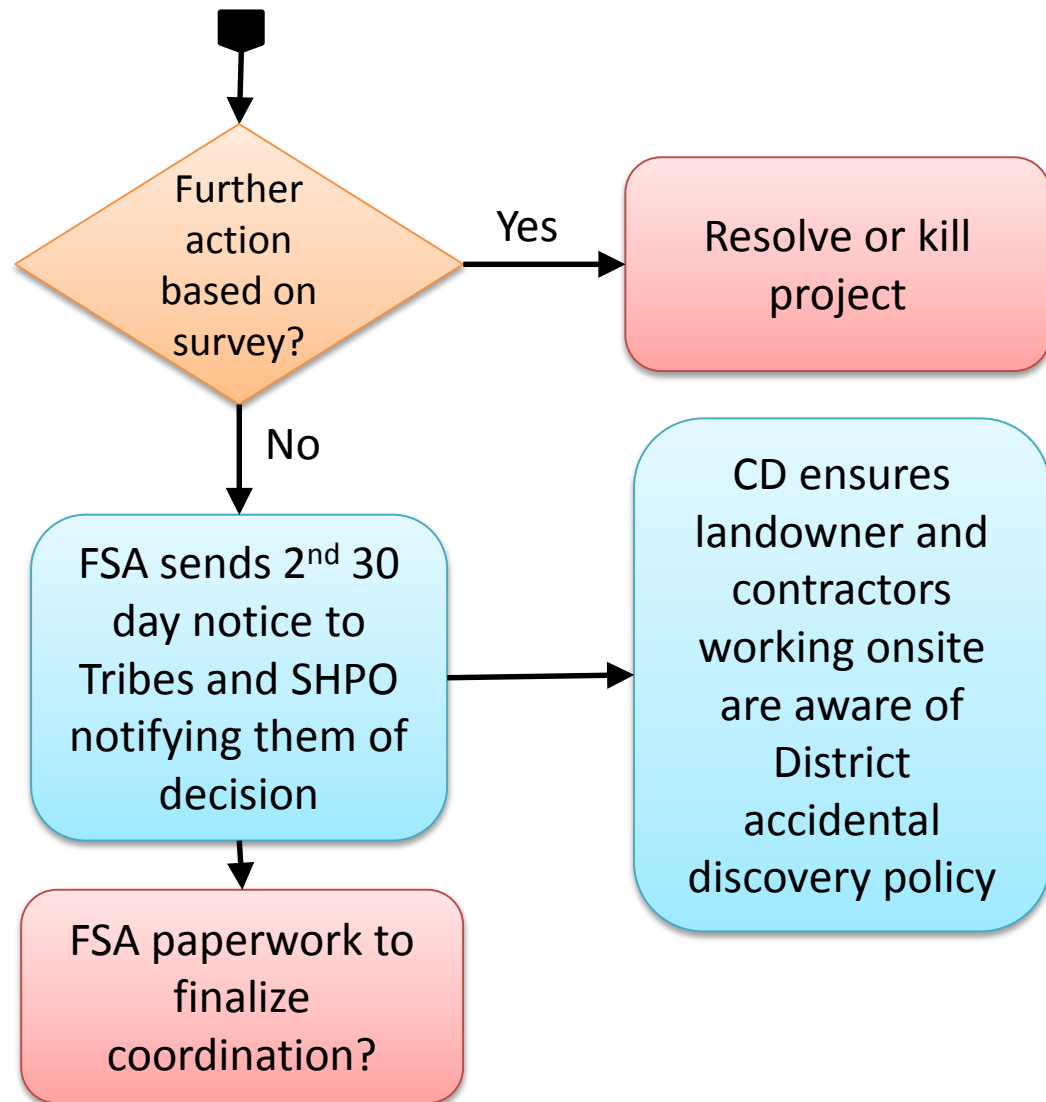 Further
action
based on
survey?
Yes
Resolve or kill
project
No
FSA sends 2nd 30
day notice to
Tribes and SHPO
notifying them of
decision
CD ensures
landowner and
contractors
working onsite
are aware of
District
accidental
discovery policy
FSA paperwork to
finalize
coordination?